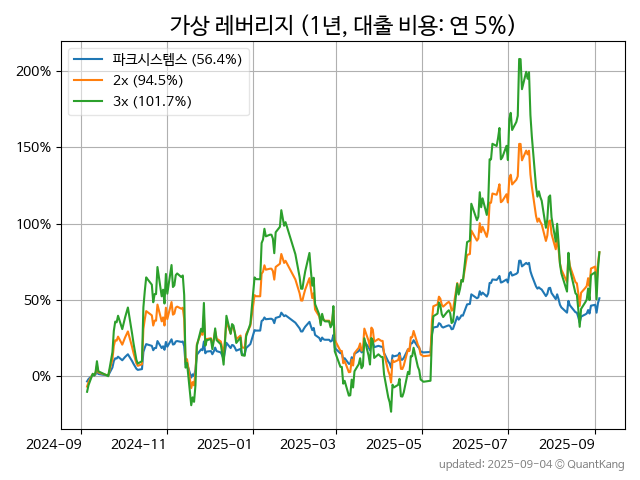 가상 레버리지 (1년, 대출 비용: 연 5%)
파크시스템스 (56.4%)
2x (94.5%)
3x (101.7%)
200%
150%
100%
50%
0%
2024-09 2024-11 2025-01 2025-03 2025-05 2025-07 2025-09
updated: 2025-09-04 © QuantKang